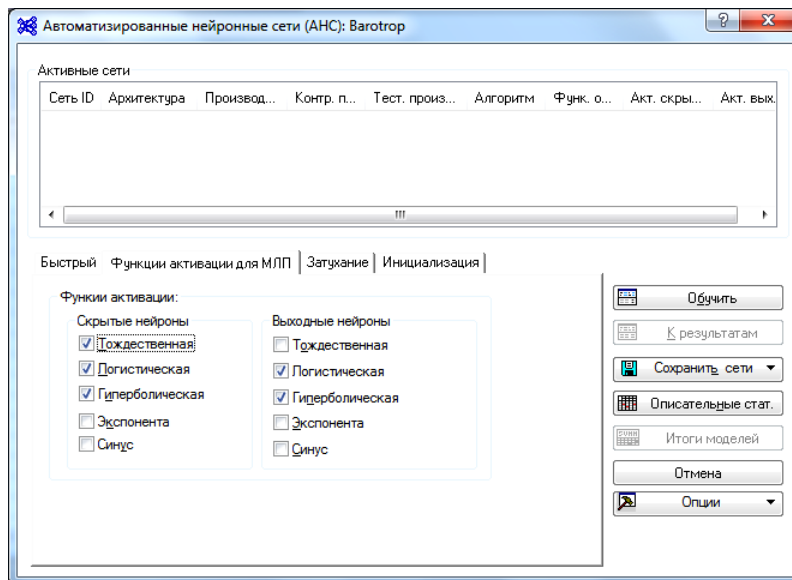 Автоматизированные нейронные сети (АНС): Barotrop
Активные сети
Сеть ID Архитектура Производ... Контр. п... Тест. произ... Алгоритм Функ. о... Акт. скры... Акт. вых.
Быстрый Функции активации для МЛП Затухание Инициализация
Функии активации:
Скрытые нейроны
Тождественная
Логистическая
Гиперболическая
Экспонента
Синус
Выходные нейроны
Тождественная
Логистическая
Гиперболическая
Экспонента
Синус
Обучить
К результатам
Сохранить сети
Описательные стат.
Итоги моделей
Отмена
Опции